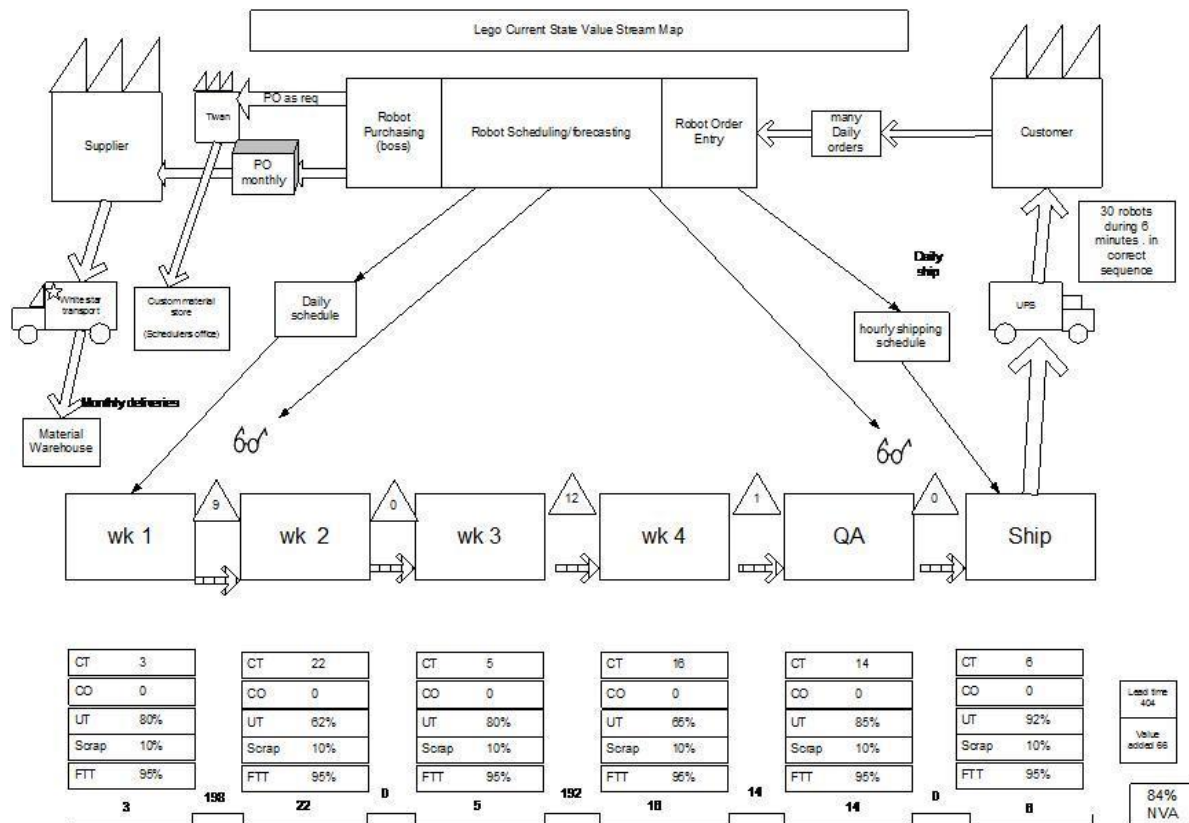 Lego Current State Value Stream Map
Supplier
Tiwan
PO as req
PO
monthly
Robot
Purchasing
(boss)
Robot Scheduling/forecasting
Robot Order
Entry
many
Daily
orders
Customer
30 robots
during 6
minutes . in
correct
sequence
White star
transport
Custom material
store
(Schedulers office)
Daily
schedule
Daily
ship
hourly shipping
schedule
UPS
Monthly deliveries
Material
Warehouse
wk 1
9
wk 2
0
wk 3
12
wk 4
1
QA
0
Ship
CT 3
CO 0
UT 80%
Scrap 10%
FTT 95%
CT 22
CO 0
UT 62%
Scrap 10%
FTT 95%
CT 5
CO 0
UT 80%
Scrap 10%
FTT 95%
CT 16
CO 0
UT 65%
Scrap 10%
FTT 95%
CT 14
CO 0
UT 85%
Scrap 10%
FTT 95%
CT 6
CO 0
UT 92%
Scrap 10%
FTT 95%
Lead time
404
Value
added 66
3
198
22
0
5
192
16
14
14
0
6
84%
NVA